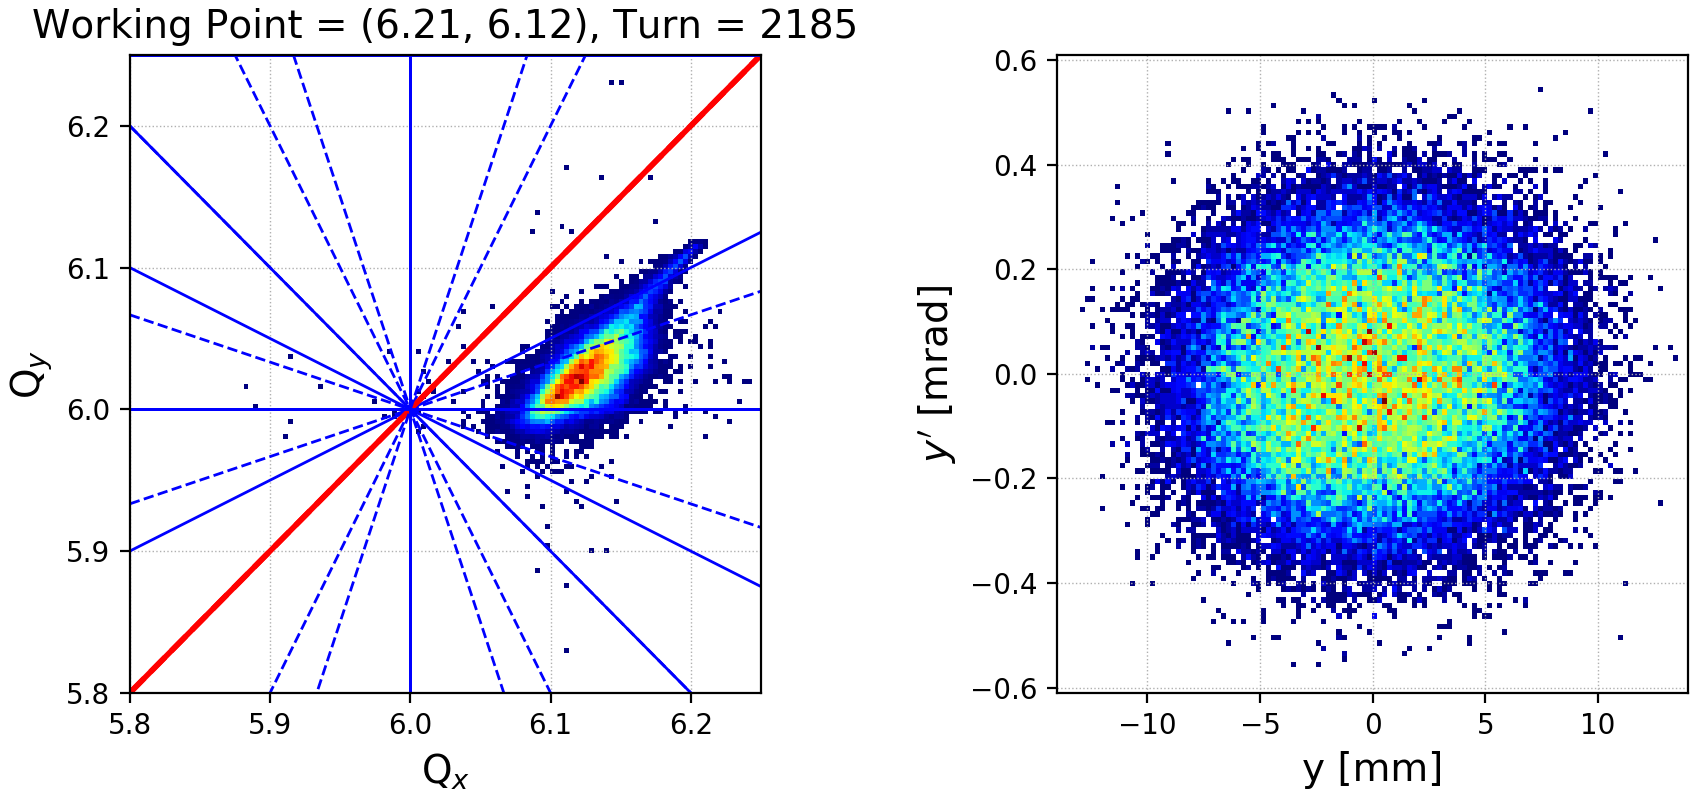 Working Point = (6.21, 6.12), Turn = 2185
6.2
6.1
6.0
5.9
5.8
Q_y
5.8 5.9 6.0 6.1 6.2
Q_x
0.6
0.4
0.2
0.0
−0.2
−0.4
−0.6
y′ [mrad]
−10 −5 0 5 10
y [mm]